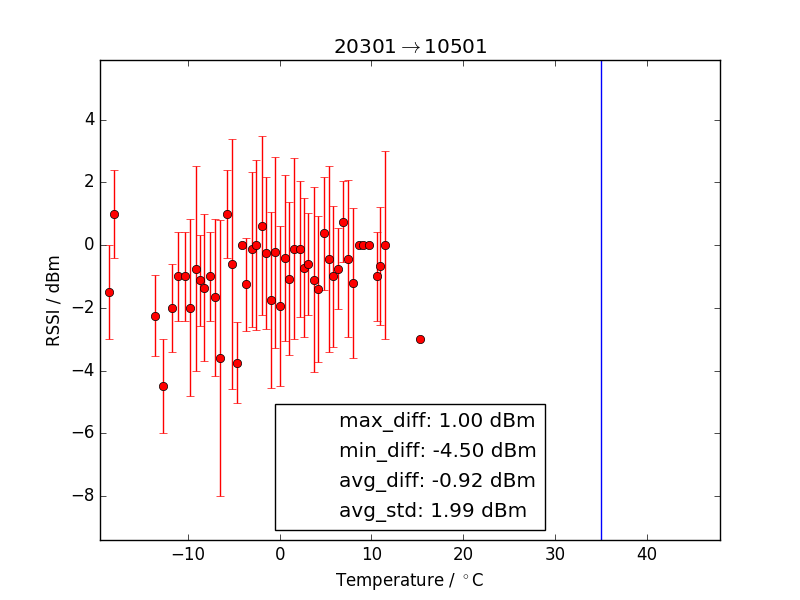 20301→10501
4
2
0
−2
−4
−6
−8
RSSI / dBm
max_diff: 1.00 dBm
min_diff: -4.50 dBm
avg_diff: -0.92 dBm
avg_std: 1.99 dBm
−10 0 10 20 30 40
Temperature / °C